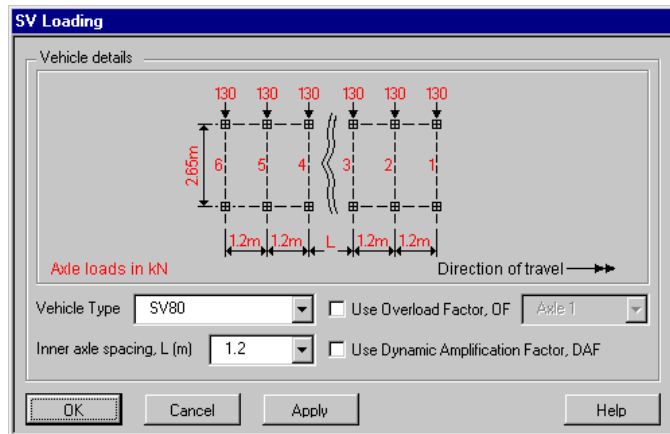 SV Loading
Vehicle details
130 130 130 130 130 130
2.65m
6 5 4 3 2 1
1.2m 1.2m L 1.2m 1.2m
Axle loads in kN
Direction of travel
Vehicle Type SV80 Use Overload Factor, OF Axle 1
Inner axle spacing, L (m) 1.2 Use Dynamic Amplification Factor, DAF
OK Cancel Apply Help